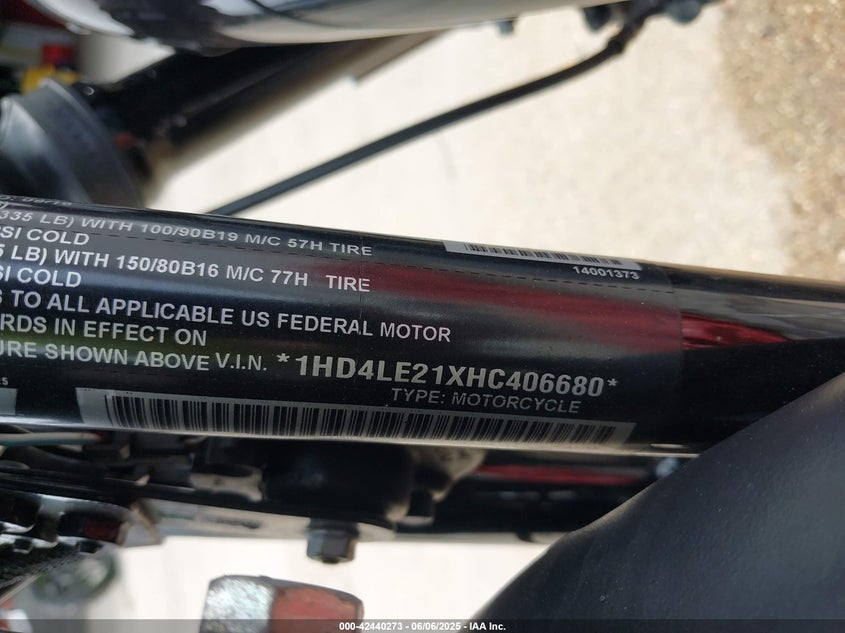 335 LB) WITH 100/90B19 M/C 57H TIRE
SI COLD
LB) WITH 150/80B16 M/C 77H TIRE
SI COLD
S TO ALL APPLICABLE US FEDERAL MOTOR
ARDS IN EFFECT ON
URE SHOWN ABOVE V.I.N. *1HD4LE21XHC406680*
TYPE: MOTORCYCLE
14001373
000-42440273 - 06/06/2025 - IAA Inc.